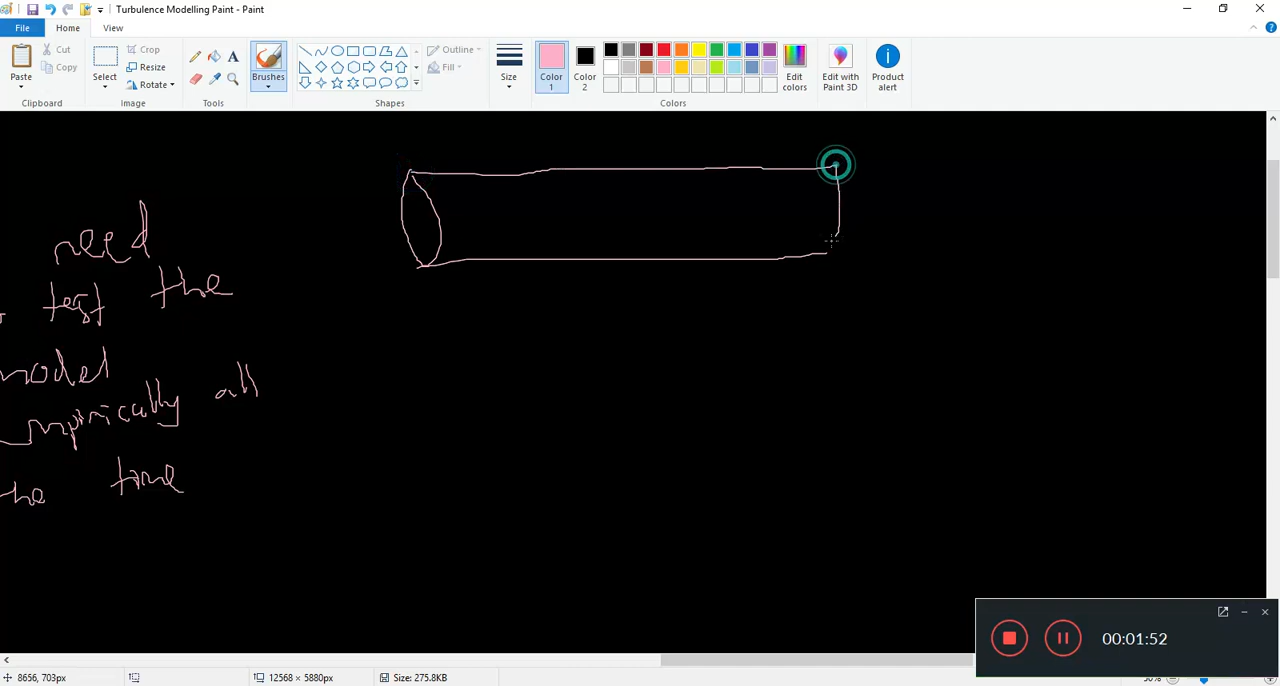 Turbulence Modelling Paint - Paint
File
Home
View
Paste
Cut
Copy
Clipboard
Select
Crop
Resize
Rotate
Image
A
Tools
Brushes
Outline
Fill
Shapes
Size
Color
1
Color
2
Edit
colors
Edit with
Paint 3D
Product
alert
Colors
need
test the
model
mpirically all
he time
00:01:52
8656, 703px
12568 × 5880px
Size: 275.8KB